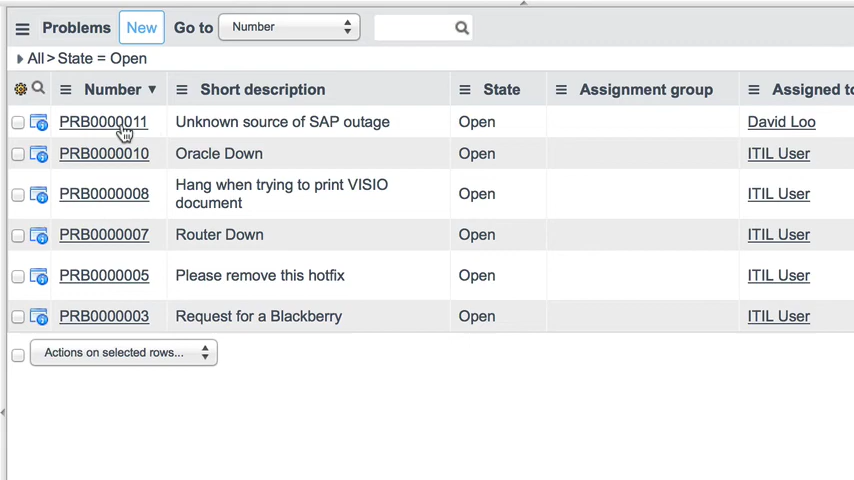 Problems New Go to Number
All > State = Open
Number Short description State Assignment group Assigned to
PRB0000011 Unknown source of SAP outage Open David Loo
PRB0000010 Oracle Down Open ITIL User
PRB0000008 Hang when trying to print VISIO document Open ITIL User
PRB0000007 Router Down Open ITIL User
PRB0000005 Please remove this hotfix Open ITIL User
PRB0000003 Request for a Blackberry Open ITIL User
Actions on selected rows...